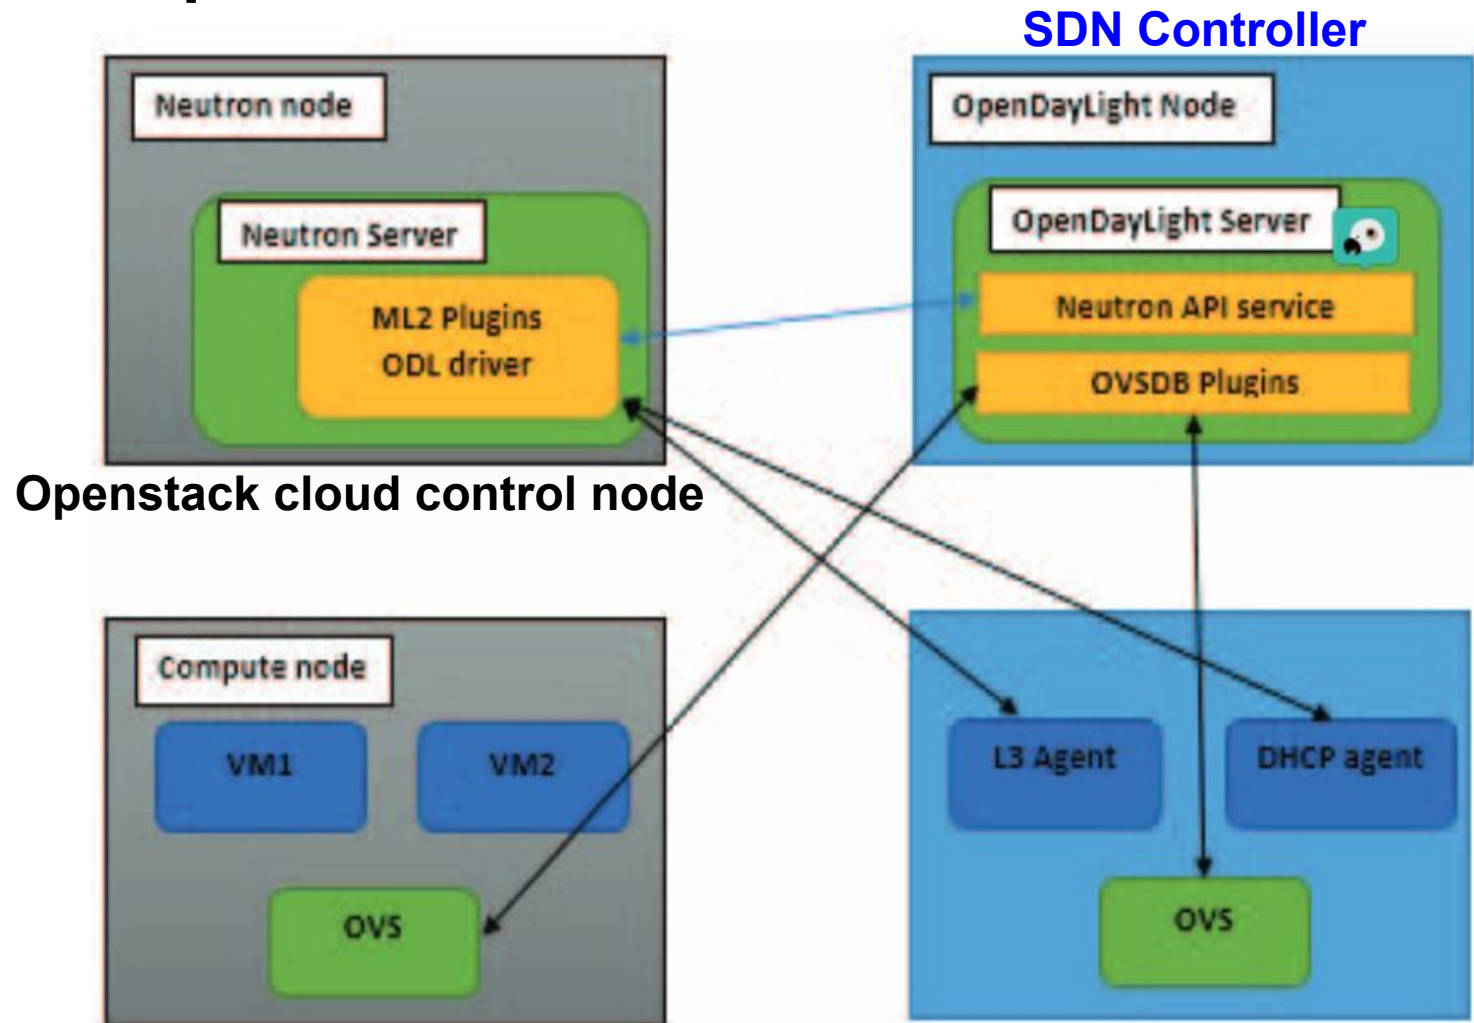 SDN Controller
Neutron node
OpenDayLight Node
Neutron Server
OpenDayLight Server
ML2 Plugins
ODL driver
Neutron API service
OVSDB Plugins
Openstack cloud control node
Compute node
VM1
VM2
L3 Agent
DHCP agent
OVS
OVS